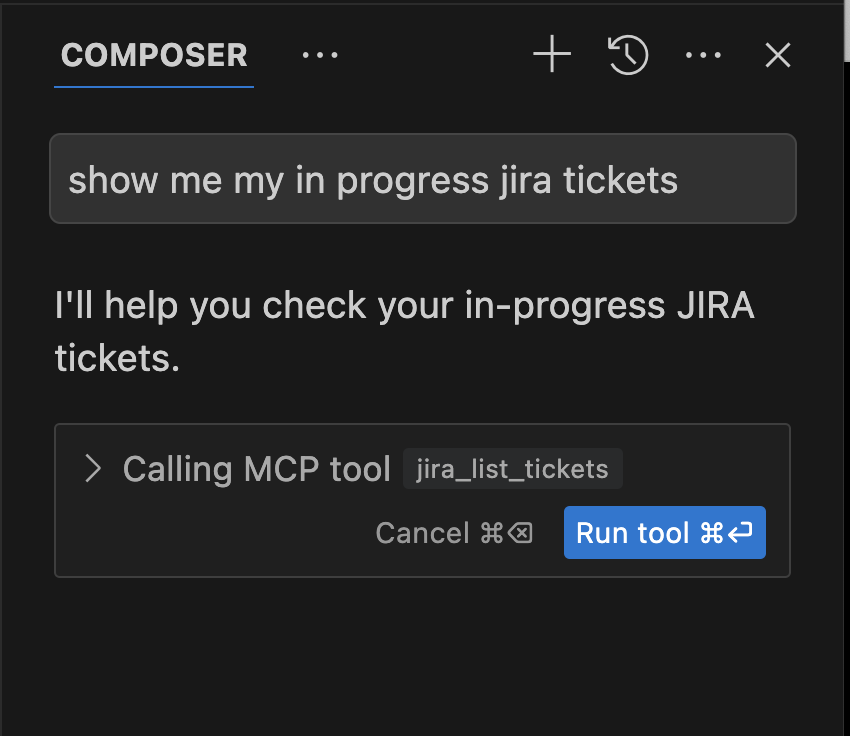 COMPOSER
show me my in progress jira tickets
I'll help you check your in-progress JIRA
tickets.
Calling MCP tool jira_list_tickets
Cancel ⌘⌫ Run tool ⌘⏎